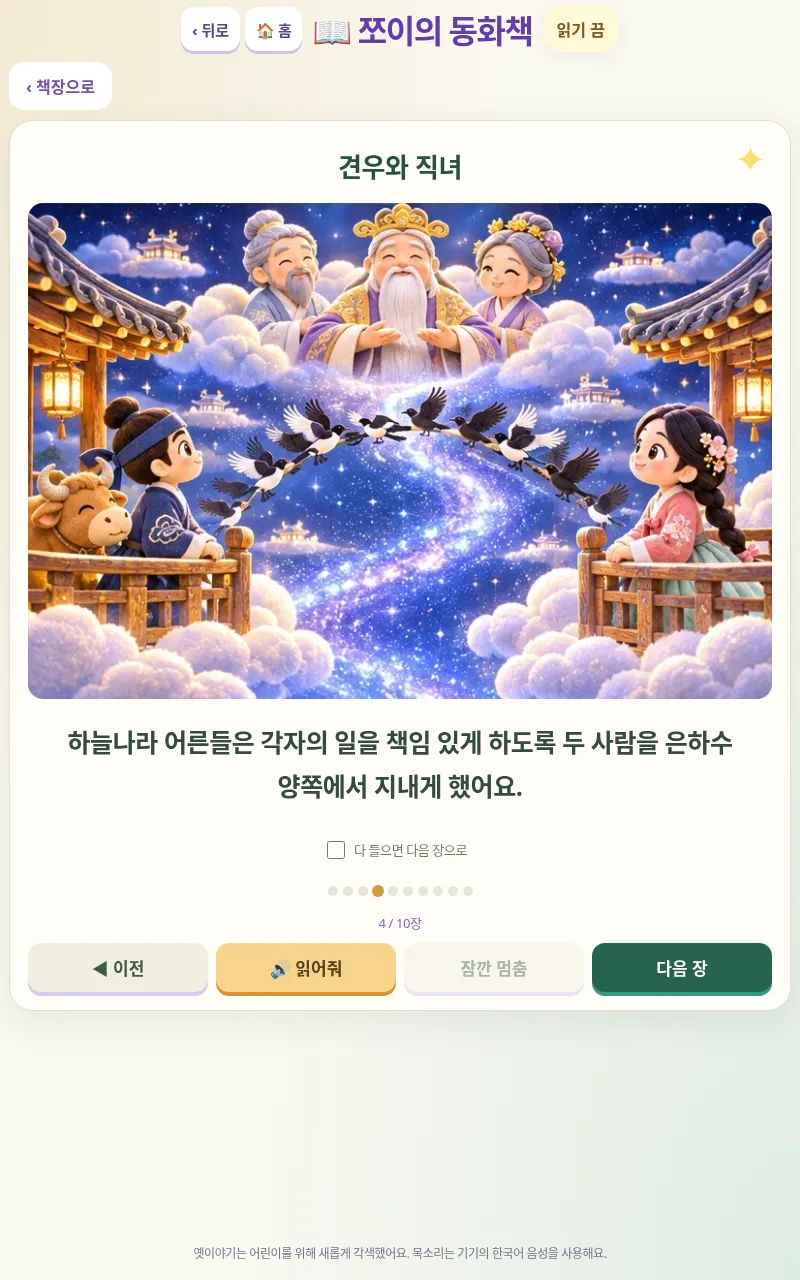 ‹ 뒤로
🏠 홈
📖 쪼이의 동화책
읽기 끝
‹ 책장으로
견우와 직녀
하늘나라 어른들은 각자의 일을 책임 있게 하도록 두 사람을 은하수
양쪽에서 지내게 했어요.
다 들으면 다음 장으로
4 / 10장
◀ 이전
🔊 읽어줘
잠깐 멈춤
다음 장
옛이야기는 어린이를 위해 새롭게 각색했어요. 목소리는 기기의 한국어 음성을 사용해요.